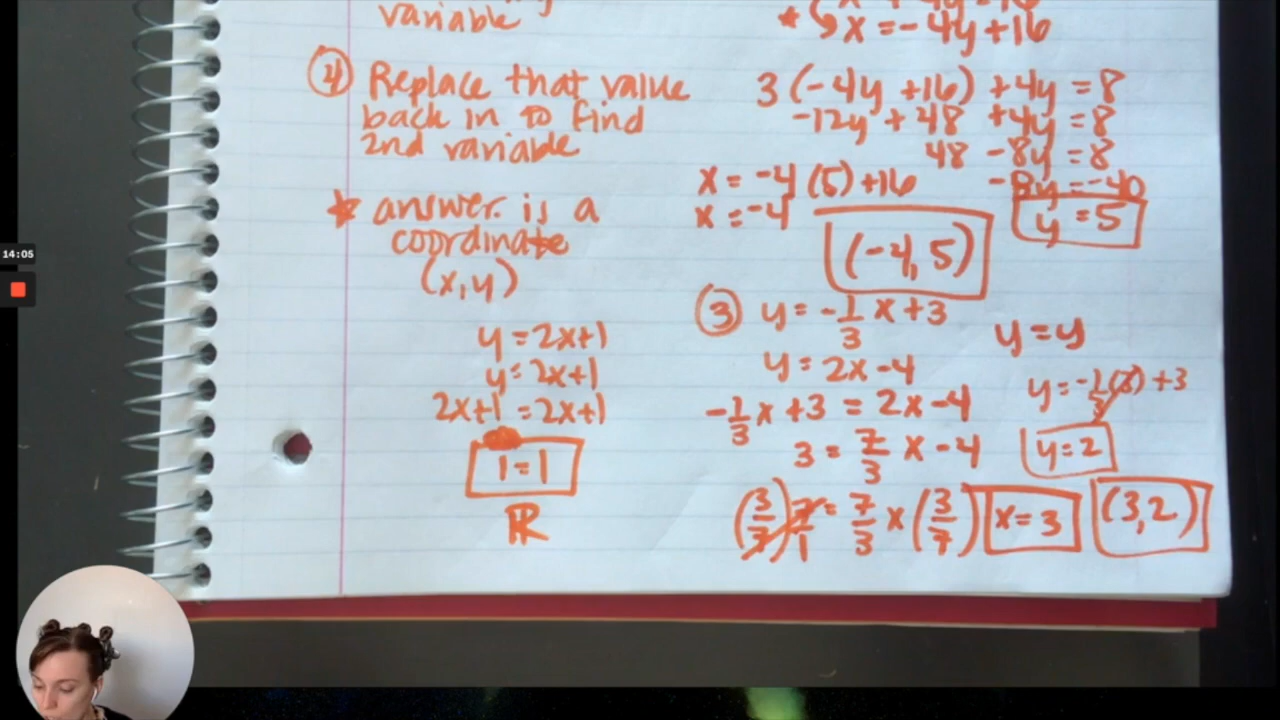 variable
x = -4y+16
④ Replace that value
back in to find
2nd variable
* answer is a
coordinate
(x,y)
y = 2x+1
y = 2x+1
2x+1 = 2x+1
1 = 1
ℝ
3(-4y+16) +4y = 8
-12y + 48 +4y = 8
48 -8y = 8
-8y = -40
y = 5
x = -4(5)+16
x = -4
(-4,5)
③ y = -1/3 x + 3
y = 2x - 4
-1/3 x + 3 = 2x - 4
3 = 7/3 x - 4
(3/7) 7/1 = 7/3 x (3/7)
x = 3
y = y
y = -1/3(3) + 3
y = 2
(3,2)
14:05